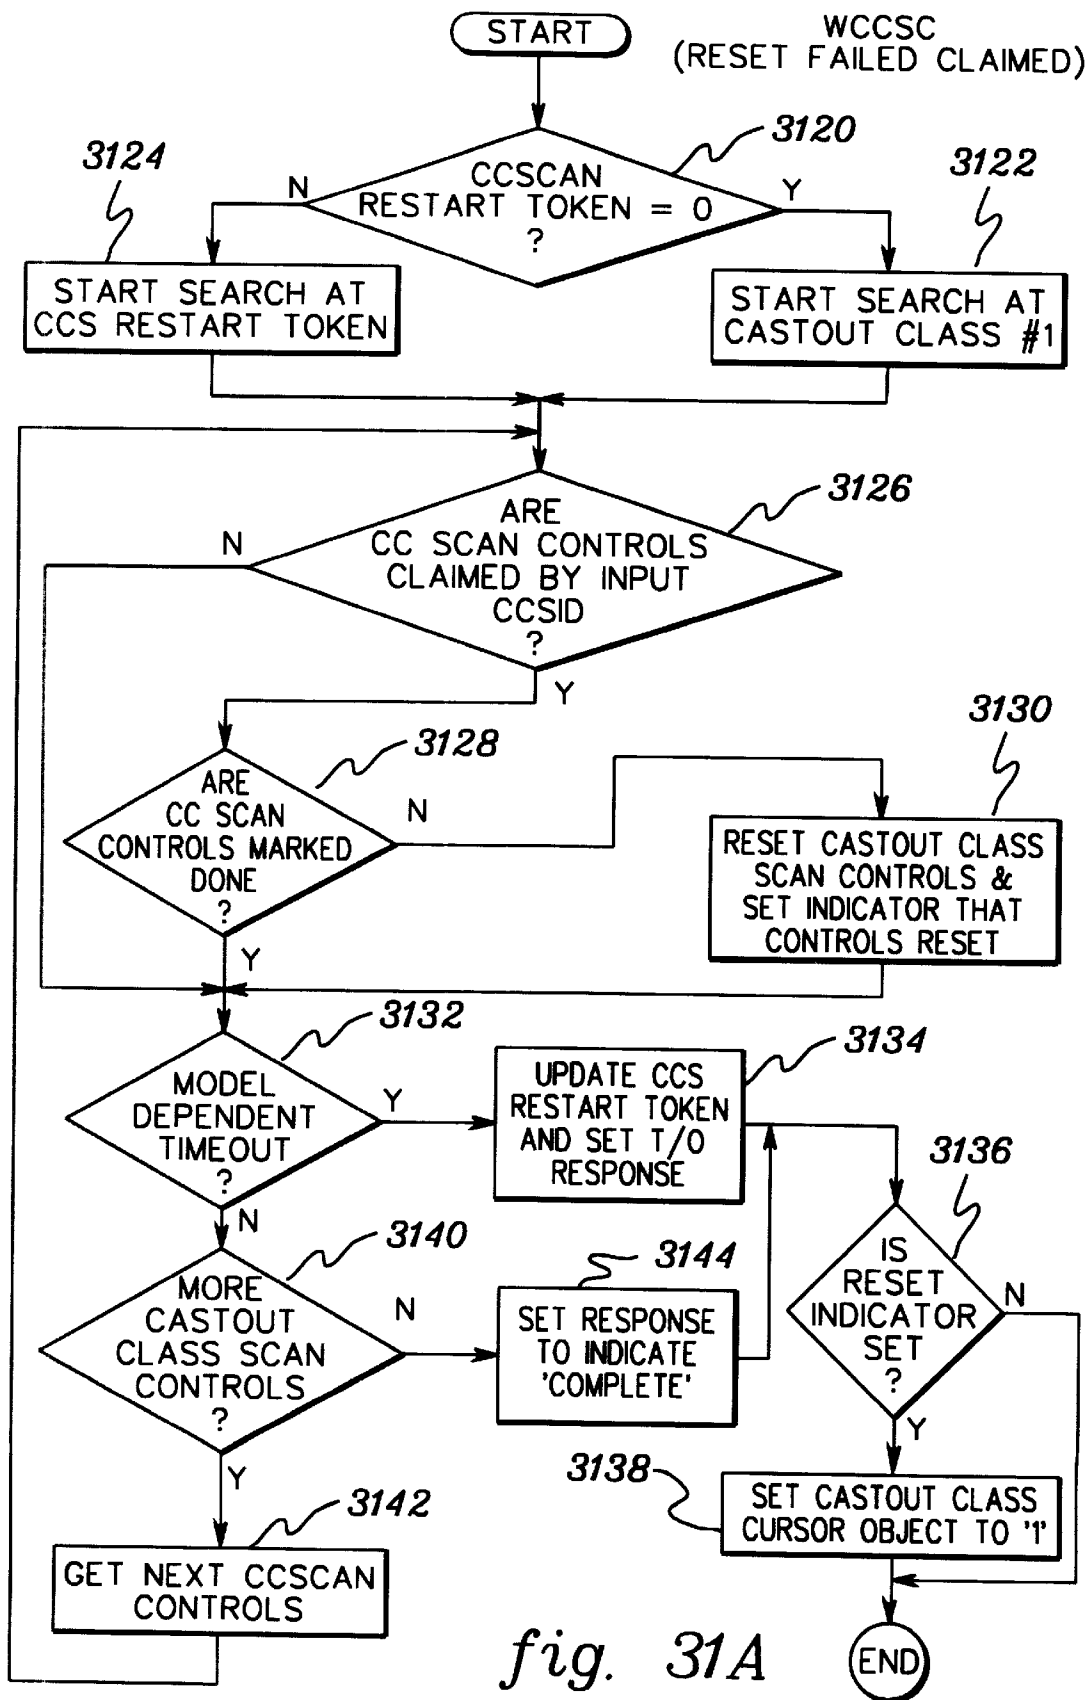 START
WCCSC
(RESET FAILED CLAIMED)
3120
CCSCAN
RESTART TOKEN = 0
?
N
Y
3124
3122
START SEARCH AT
CCS RESTART TOKEN
START SEARCH AT
CASTOUT CLASS #1
3126
ARE
CC SCAN CONTROLS
CLAIMED BY INPUT
CCSID
?
N
Y
3128
ARE
CC SCAN
CONTROLS MARKED
DONE
?
N
Y
3130
RESET CASTOUT CLASS
SCAN CONTROLS &
SET INDICATOR THAT
CONTROLS RESET
3132
MODEL
DEPENDENT
TIMEOUT
?
Y
N
3134
UPDATE CCS
RESTART TOKEN
AND SET T/O
RESPONSE
3136
IS
RESET
INDICATOR
SET
?
N
Y
3140
MORE
CASTOUT
CLASS SCAN
CONTROLS
?
N
Y
3144
SET RESPONSE
TO INDICATE
'COMPLETE'
3138
SET CASTOUT CLASS
CURSOR OBJECT TO '1'
3142
GET NEXT CCSCAN
CONTROLS
END
fig. 31A